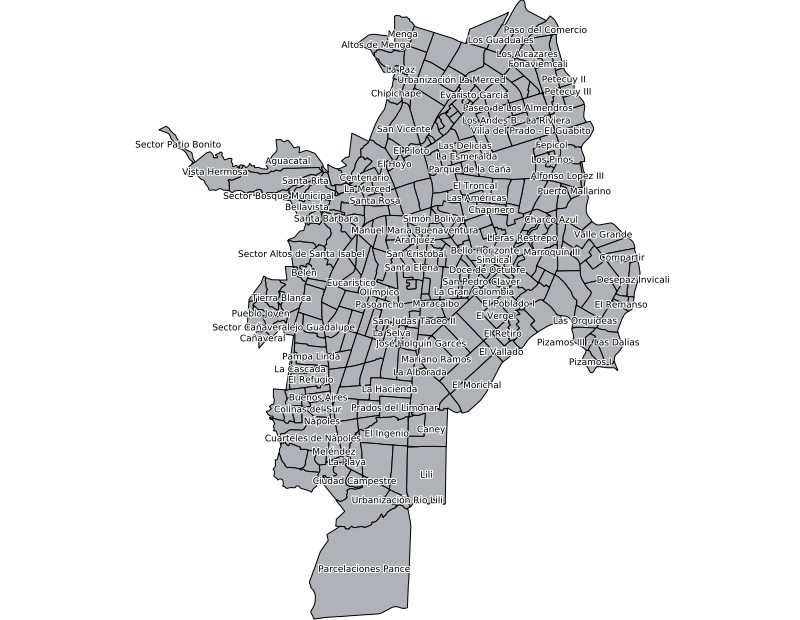 Paso del Comercio
Menga
Los Guaduales
Altos de Menga
Los Alcázares
Fonaviemcali
La Paz
Urbanización La Merced
Petecuy II
Chipichape
Evaristo García
Petecuy III
Paseo de Los Almendros
Los Andes B - La Riviera
San Vicente
Villa del Prado - El Guabito
Sector Patio Bonito
Las Delicias
Fepicol
El Piloto
La Esmeralda
Aguacatal
El Hoyo
Los Pinos
Vista Hermosa
Parque de la Caña
Centenario
Alfonso Lopez III
Santa Rita
La Merced
El Troncal
Puerto Mallarino
Sector Bosque Municipal
Santa Rosa
Las Américas
Bellavista
Chapinero
Santa Bárbara
Simón Bolívar
Charco Azul
Manuel María Buenaventura
Valle Grande
Aranjuez
Lleras Restrepo
Sector Altos de Santa Isabel
San Cristóbal
Bello Horizonte
Marroquín III
Compartir
Sindical
Belén
Santa Elena
Doce de Octubre
Eucarístico
San Pedro Claver
Desepaz Invicali
Olímpico
La Gran Colombia
Tierra Blanca
Pasoancho
Maracaibo
El Poblado I
El Remanso
Pueblo Joven
El Vergel
San Judas Tadeo II
Las Orquídeas
Sector Cañaveralejo Guadalupe
La Selva
El Retiro
Cañaveral
José Holguín Garcés
Pizamos III - Las Dalias
Pampa Linda
El Vallado
Mariano Ramos
Pizamos I
La Cascada
La Alborada
El Refugio
El Morichal
La Hacienda
Buenos Aires
Colinas del Sur
Prados del Limonar
Nápoles
Caney
El Ingenio
Cuarteles de Nápoles
Meléndez
La Playa
Lili
Ciudad Campestre
Urbanización Río Lili
Parcelaciones Pance